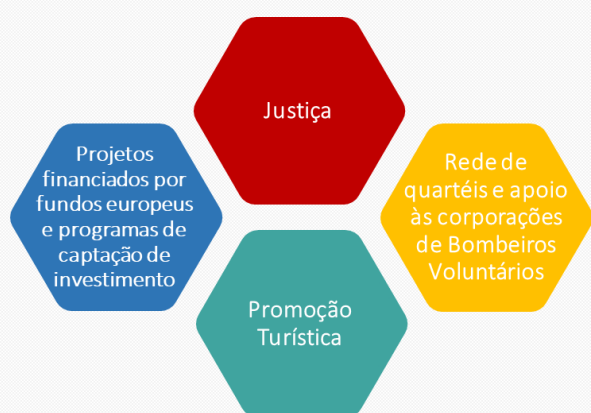 Justiça
Projetos
financiados por
fundos europeus
e programas de
captação de
investimento
Rede de
quartéis e apoio
às corporações
de Bombeiros
Voluntários
Promoção
Turística